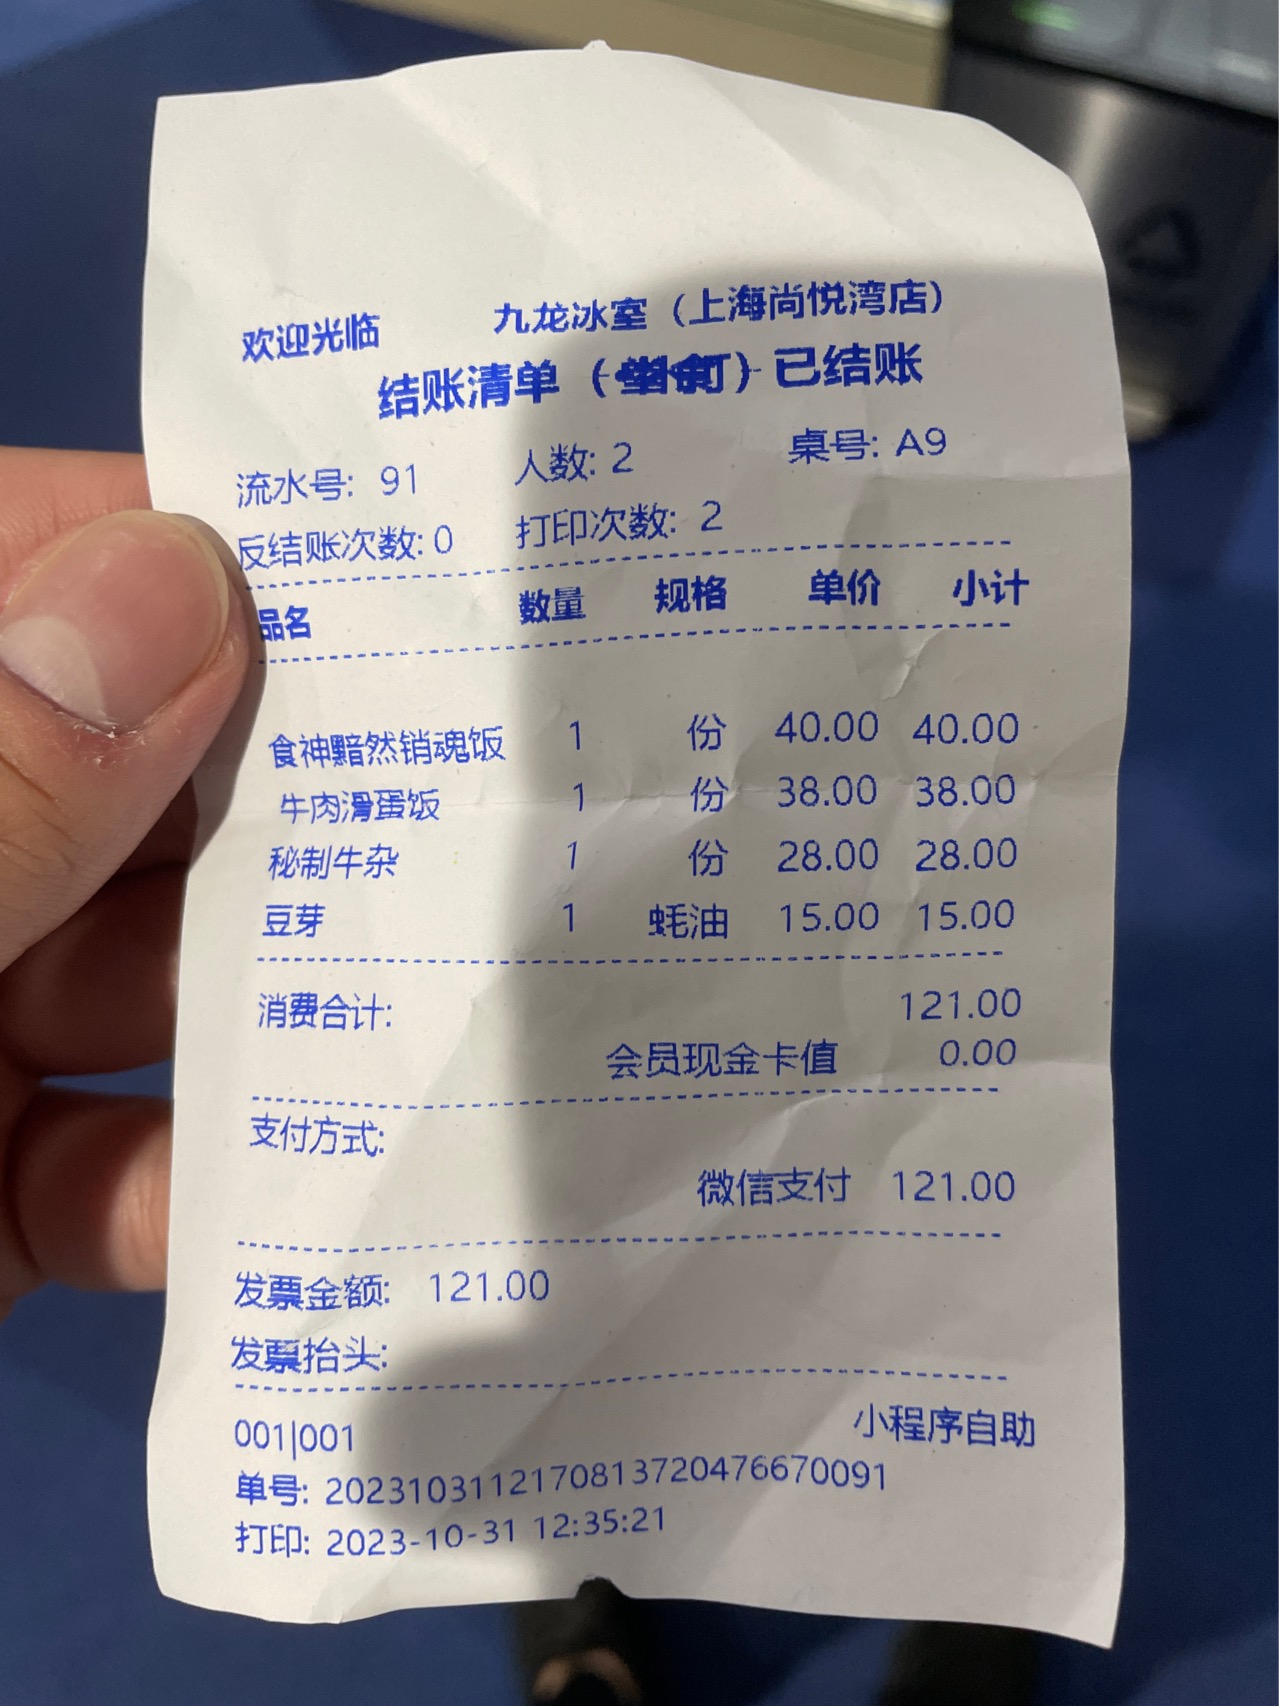 欢迎光临 九龙冰室（上海尚悦湾店）
结账清单（）已结账
流水号: 91 人数: 2 桌号: A9
反结账次数: 0 打印次数: 2
品名 数量 规格 单价 小计
食神黯然销魂饭 1 份 40.00 40.00
牛肉滑蛋饭 1 份 38.00 38.00
秘制牛杂 1 份 28.00 28.00
豆芽 1 蚝油 15.00 15.00
消费合计: 121.00
会员现金卡值 0.00
支付方式:
微信支付 121.00
发票金额: 121.00
发票抬头:
001|001 小程序自助
单号: 2023103112170813720476670091
打印: 2023-10-31 12:35:21